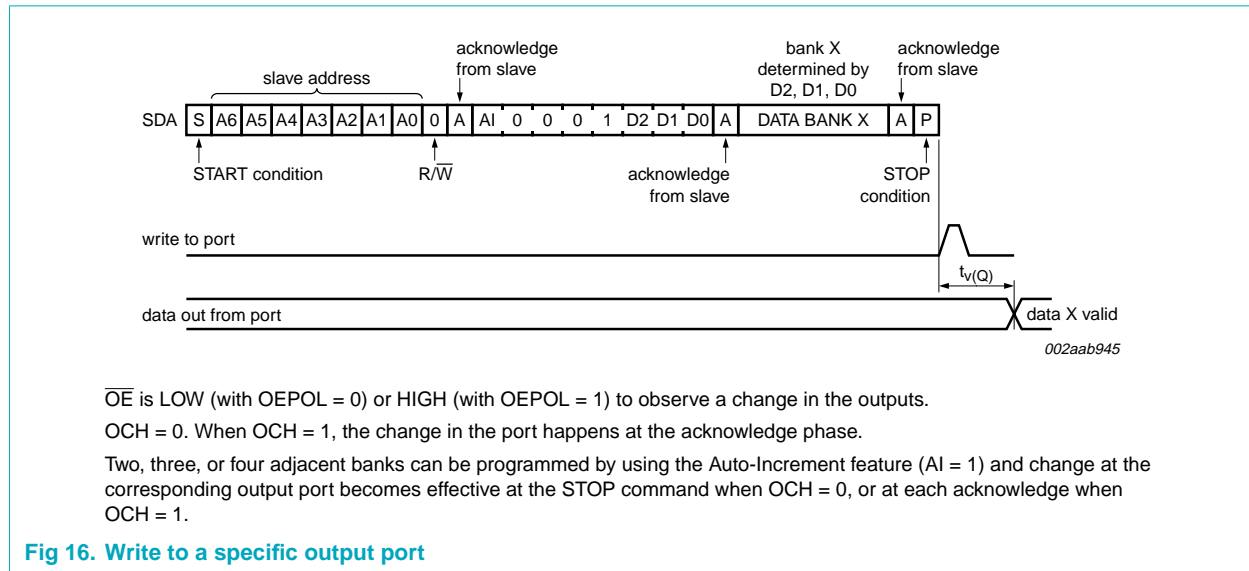 acknowledge
from slave
bank X
determined by
D2, D1, D0
acknowledge
from slave
slave address
SDA S A6 A5 A4 A3 A2 A1 A0 0 A AI 0 0 0 1 D2 D1 D0 A DATA BANK X A P
START condition
R/W̅
acknowledge
from slave
STOP
condition
write to port
tv(Q)
data out from port
data X valid
002aab945
O̅E̅ is LOW (with OEPOL = 0) or HIGH (with OEPOL = 1) to observe a change in the outputs.
OCH = 0. When OCH = 1, the change in the port happens at the acknowledge phase.
Two, three, or four adjacent banks can be programmed by using the Auto-Increment feature (AI = 1) and change at the
corresponding output port becomes effective at the STOP command when OCH = 0, or at each acknowledge when
OCH = 1.
Fig 16. Write to a specific output port